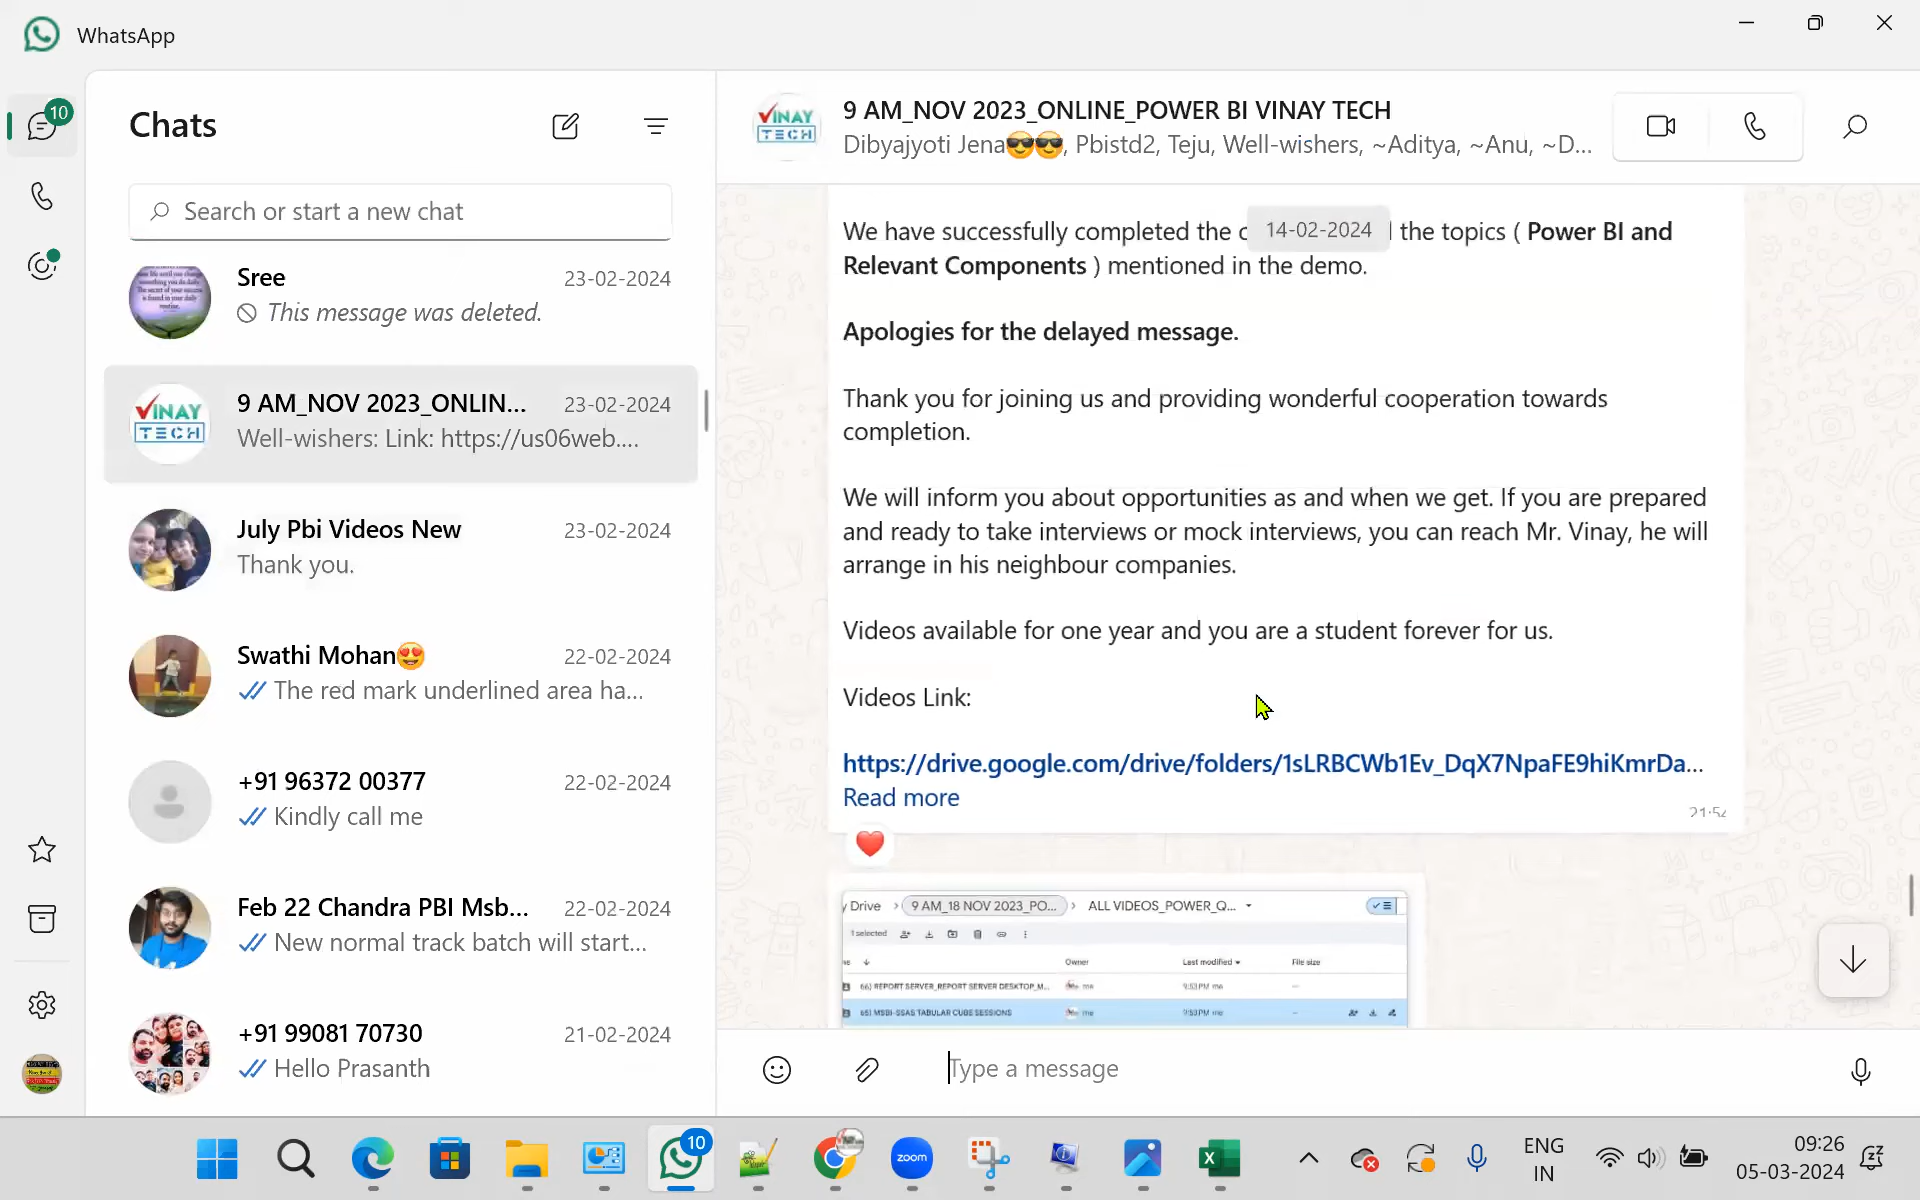 WhatsApp
10
Chats
Search or start a new chat
Sree 23-02-2024
This message was deleted.
9 AM_NOV 2023_ONLIN... 23-02-2024
Well-wishers: Link: https://us06web....
July Pbi Videos New 23-02-2024
Thank you.
Swathi Mohan😍 22-02-2024
The red mark underlined area ha...
+91 96372 00377 22-02-2024
Kindly call me
Feb 22 Chandra PBI Msb... 22-02-2024
New normal track batch will start...
+91 99081 70730 21-02-2024
Hello Prasanth
VINAY TECH
9 AM_NOV 2023_ONLINE_POWER BI VINAY TECH
Dibyajyoti Jena😎😎, Pbistd2, Teju, Well-wishers, ~Aditya, ~Anu, ~D...
14-02-2024
We have successfully completed the the topics ( Power BI and
Relevant Components ) mentioned in the demo.
Apologies for the delayed message.
Thank you for joining us and providing wonderful cooperation towards
completion.
We will inform you about opportunities as and when we get. If you are prepared
and ready to take interviews or mock interviews, you can reach Mr. Vinay, he will
arrange in his neighbour companies.
Videos available for one year and you are a student forever for us.
Videos Link:
https://drive.google.com/drive/folders/1sLRBCWb1Ev_DqX7NpaFE9hiKmrDa...
Read more
21:54
y Drive > 9 AM_18 NOV 2023_PO... > ALL VIDEOS_POWER_Q...
1 selected
Owner Last modified File size
66) REPORT SERVER_REPORT SERVER DESKTOP_M... me 9:53 PM me
65) MSBI-SSAS TABULAR CUBE SESSIONS me 9:53 PM me
Type a message
10
zoom
ENG
IN
09:26
05-03-2024